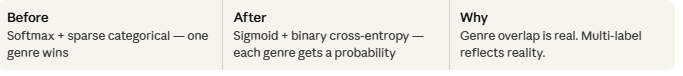 Before
Softmax + sparse categorical — one
genre wins
After
Sigmoid + binary cross-entropy —
each genre gets a probability
Why
Genre overlap is real. Multi-label
reflects reality.